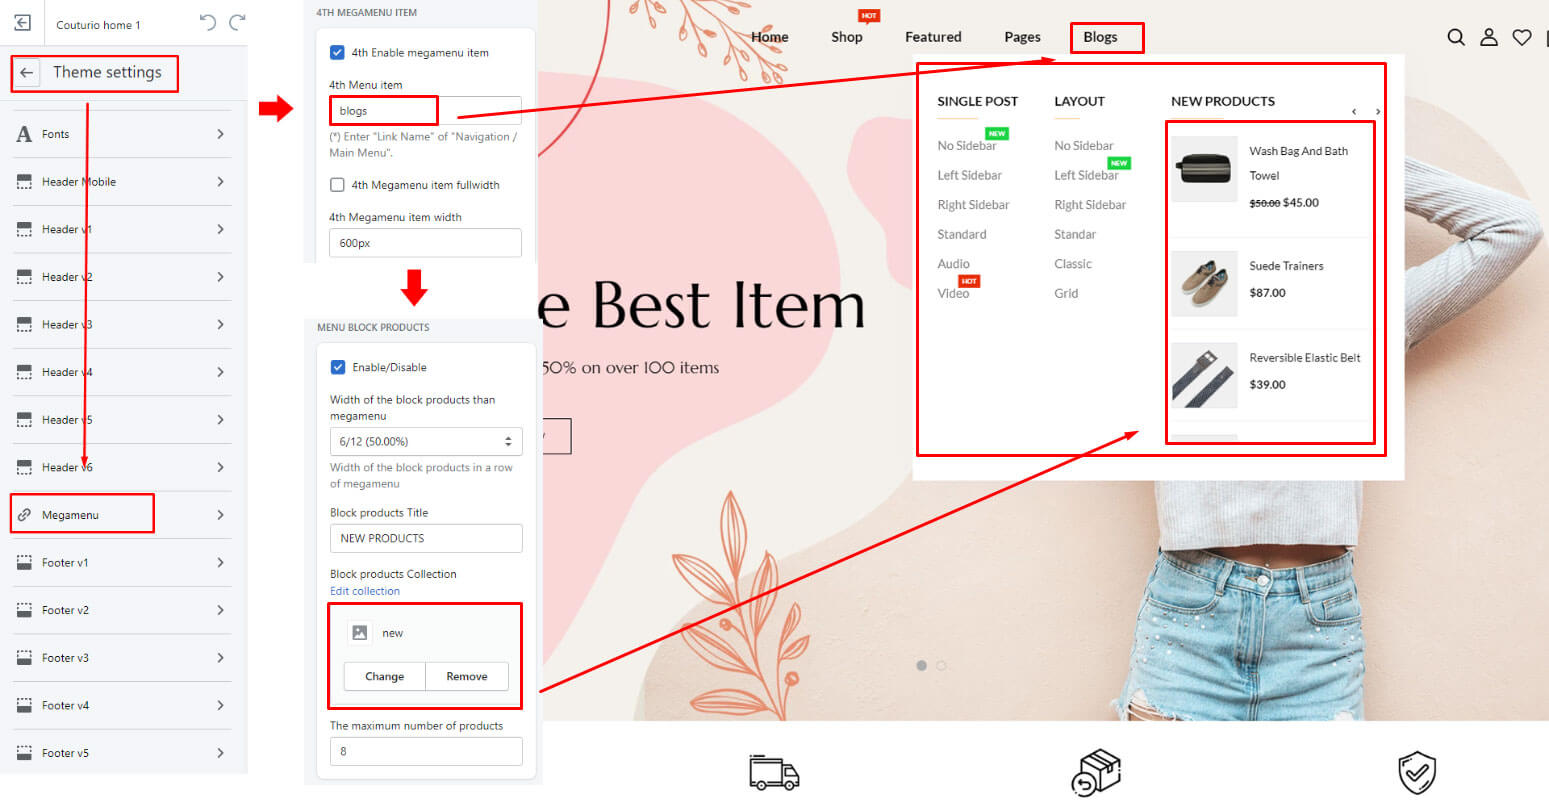 Couturio home 1
Theme settings
Fonts
Header Mobile
Header v1
Header v2
Header v3
Header v4
Header v5
Header v6
Megamenu
Footer v1
Footer v2
Footer v3
Footer v4
Footer v5
4TH MEGAMENU ITEM
4th Enable megamenu item
4th Menu item
blogs
(*) Enter "Link Name" of "Navigation /
Main Menu".
4th Megamenu item fullwidth
4th Megamenu item width
600px
MENU BLOCK PRODUCTS
Enable/Disable
Width of the block products than
megamenu
6/12 (50.00%)
Width of the block products in a row
of megamenu
Block products Title
NEW PRODUCTS
Block products Collection
Edit collection
new
Change Remove
The maximum number of products
8
HOT
Home Shop Featured Pages Blogs
e Best Item
50% on over 100 items
SINGLE POST
NEW
No Sidebar
Left Sidebar
Right Sidebar
Standard
Audio
HOT
Video
LAYOUT
No Sidebar
NEW
Left Sidebar
Right Sidebar
Standar
Classic
Grid
NEW PRODUCTS
Wash Bag And Bath
Towel
$50.00 $45.00
Suede Trainers
$87.00
Reversible Elastic Belt
$39.00